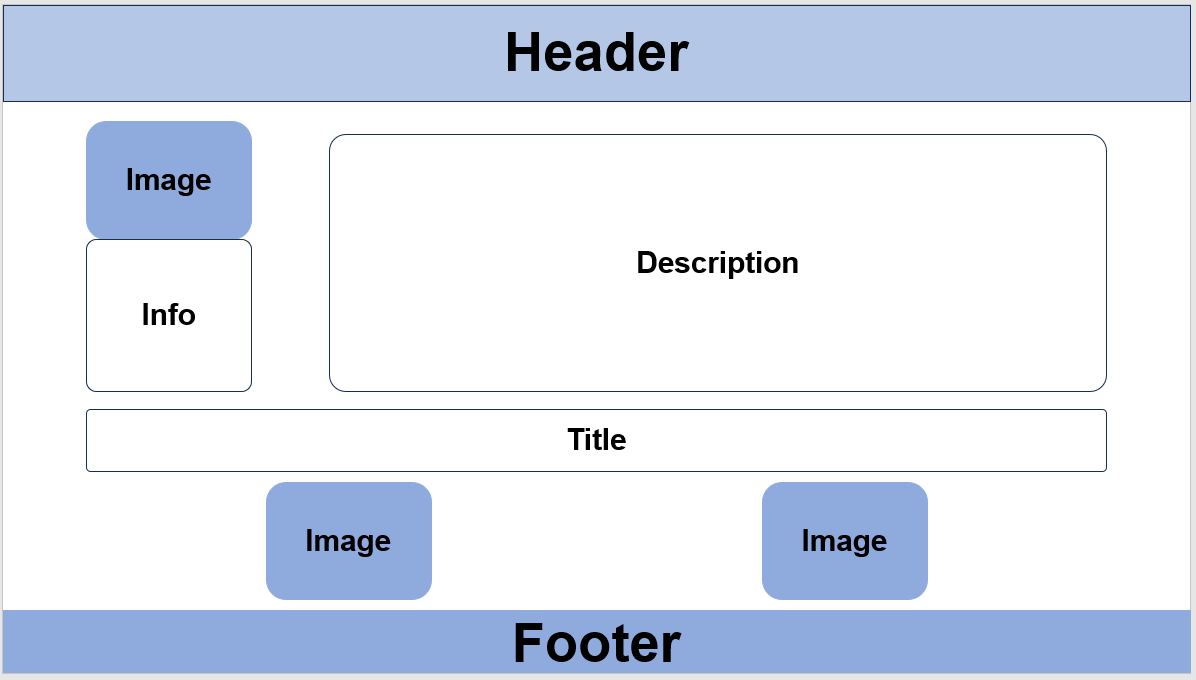 Header
Image
Info
Description
Title
Image
Image
Footer